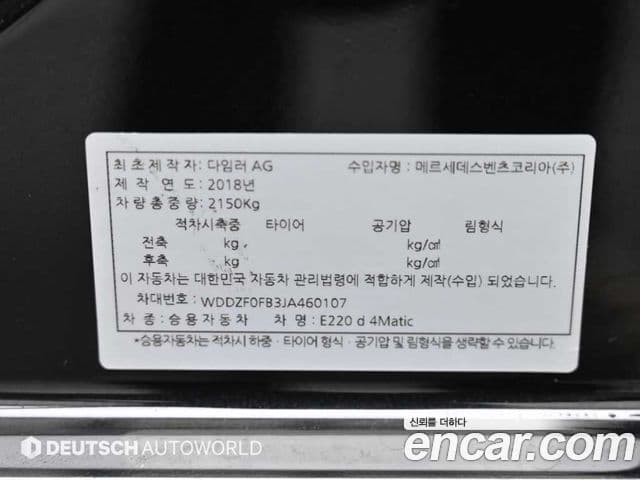 최초제작자: 다임러 AG 수입자명 : 메르세데스벤츠코리아(주)
제 작 연 도: 2018년
차량총중량: 2150Kg
적차시축중 타이어 공기압 림형식
전축 kg kg/㎠
후축 kg kg/㎠
이 자동차는 대한민국 자동차 관리법령에 적합하게 제작(수입) 되었습니다.
차대번호: WDDZF0FB3JA460107
차 종: 승용자동차 차 명: E220 d 4Matic
*승용자동차는 적차시 하중 · 타이어 형식 · 공기압 및 림형식을 생략할 수 있습니다.
신뢰를 더하다
DEUTSCH AUTOWORLD
encar.com